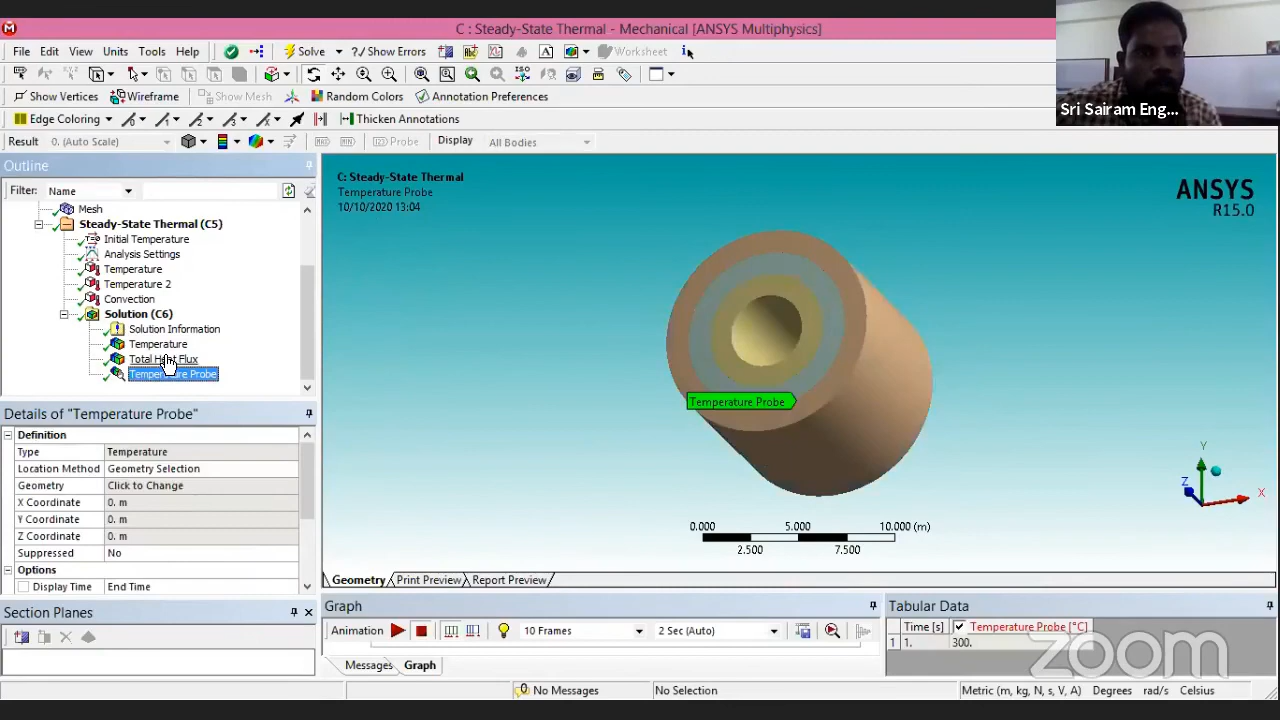 C : Steady-State Thermal - Mechanical [ANSYS Multiphysics]
File Edit View Units Tools Help Solve ?/ Show Errors Worksheet
Show Vertices Wireframe Show Mesh Random Colors Annotation Preferences
Sri Sairam Eng...
Edge Coloring Thicken Annotations
Result 0. (Auto Scale) MAX MIN Probe Display All Bodies
Outline
Filter: Name
Mesh
Steady-State Thermal (C5)
Initial Temperature
Analysis Settings
Temperature
Temperature 2
Convection
Solution (C6)
Solution Information
Temperature
Total Heat Flux
Temperature Probe
Details of "Temperature Probe"
Definition
Type Temperature
Location Method Geometry Selection
Geometry Click to Change
X Coordinate 0. m
Y Coordinate 0. m
Z Coordinate 0. m
Suppressed No
Options
Display Time End Time
Section Planes
C: Steady-State Thermal
Temperature Probe
10/10/2020 13:04
ANSYS
R15.0
Temperature Probe
Y
Z
X
0.000 5.000 10.000 (m)
2.500 7.500
Geometry Print Preview Report Preview
Graph
Animation 10 Frames 2 Sec (Auto)
Messages Graph
Tabular Data
Time [s] Temperature Probe [°C]
1 1. 300.
zoom
0 No Messages No Selection Metric (m, kg, N, s, V, A) Degrees rad/s Celsius